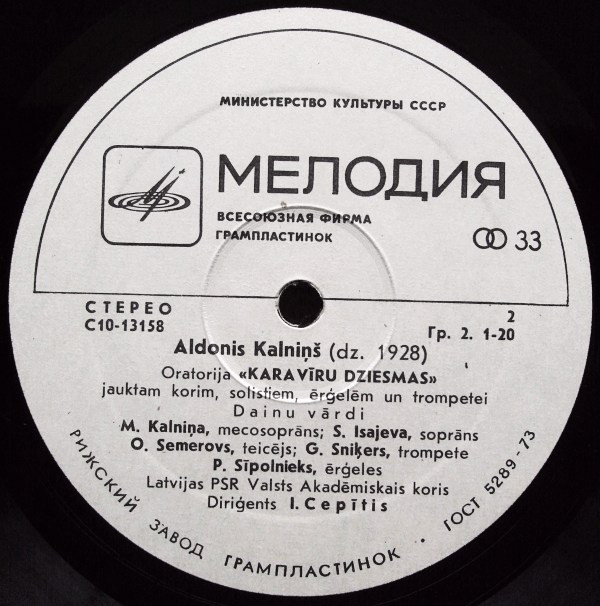 МИНИСТЕРСТВО КУЛЬТУРЫ СССР
МЕЛОДИЯ
ВСЕСОЮЗНАЯ ФИРМА
ГРАМПЛАСТИНОК
33
СТЕРЕО
С10-13158
2
Гр. 2. 1-20
Aldonis Kalniņš (dz. 1928)
Oratorija «KARAVĪRU DZIESMAS»
jauktam korim, solistiem, ērģelēm un trompetei
Dainu vārdi
M. Kalniņa, mecosoprāns; S. Isajeva, soprāns
O. Semerovs, teicējs; G. Sniķers, trompete
P. Sīpolnieks, ērģeles
Latvijas PSR Valsts Akadēmiskais koris
Diriģents I. Cepītis
РИЖСКИЙ ЗАВОД ГРАМПЛАСТИНОК • ГОСТ 5289-73